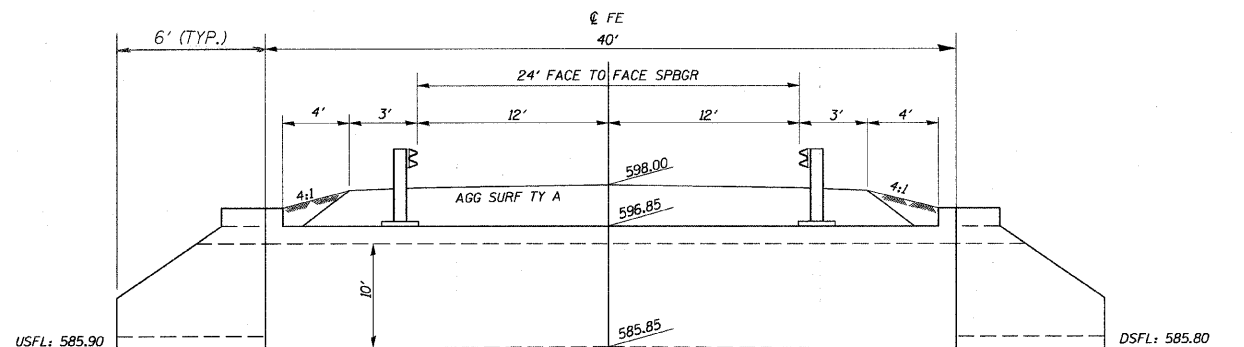 ℄ FE
6' (TYP.)
40'
24' FACE TO FACE SPBGR
4'
3'
12'
12'
3'
4'
4:1
598.00
4:1
AGG SURF TY A
596.85
10'
585.85
USFL: 585.90
DSFL: 585.80